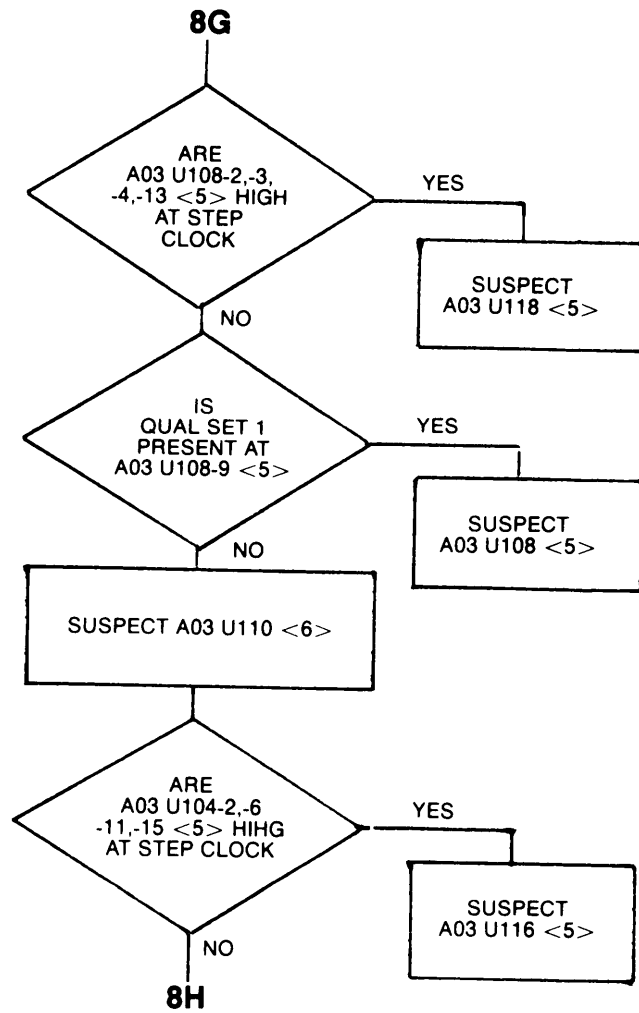 8G
ARE
A03 U108-2,-3,
-4,-13 <5> HIGH
AT STEP
CLOCK
YES
SUSPECT
A03 U118 <5>
NO
IS
QUAL SET 1
PRESENT AT
A03 U108-9 <5>
YES
SUSPECT
A03 U108 <5>
NO
SUSPECT A03 U110 <6>
ARE
A03 U104-2,-6
-11,-15 <5> HIHG
AT STEP CLOCK
YES
SUSPECT
A03 U116 <5>
NO
8H